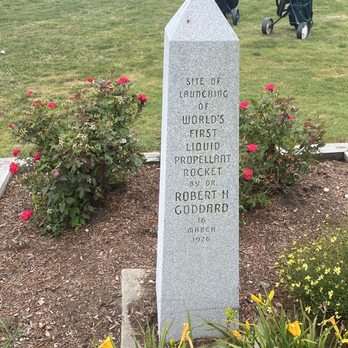 SITE OF
LAUNCHING
OF
WORLD'S
FIRST
LIQUID
PROPELLANT
ROCKET
BY DR.
ROBERT H
GODDARD
16
MARCH
1926